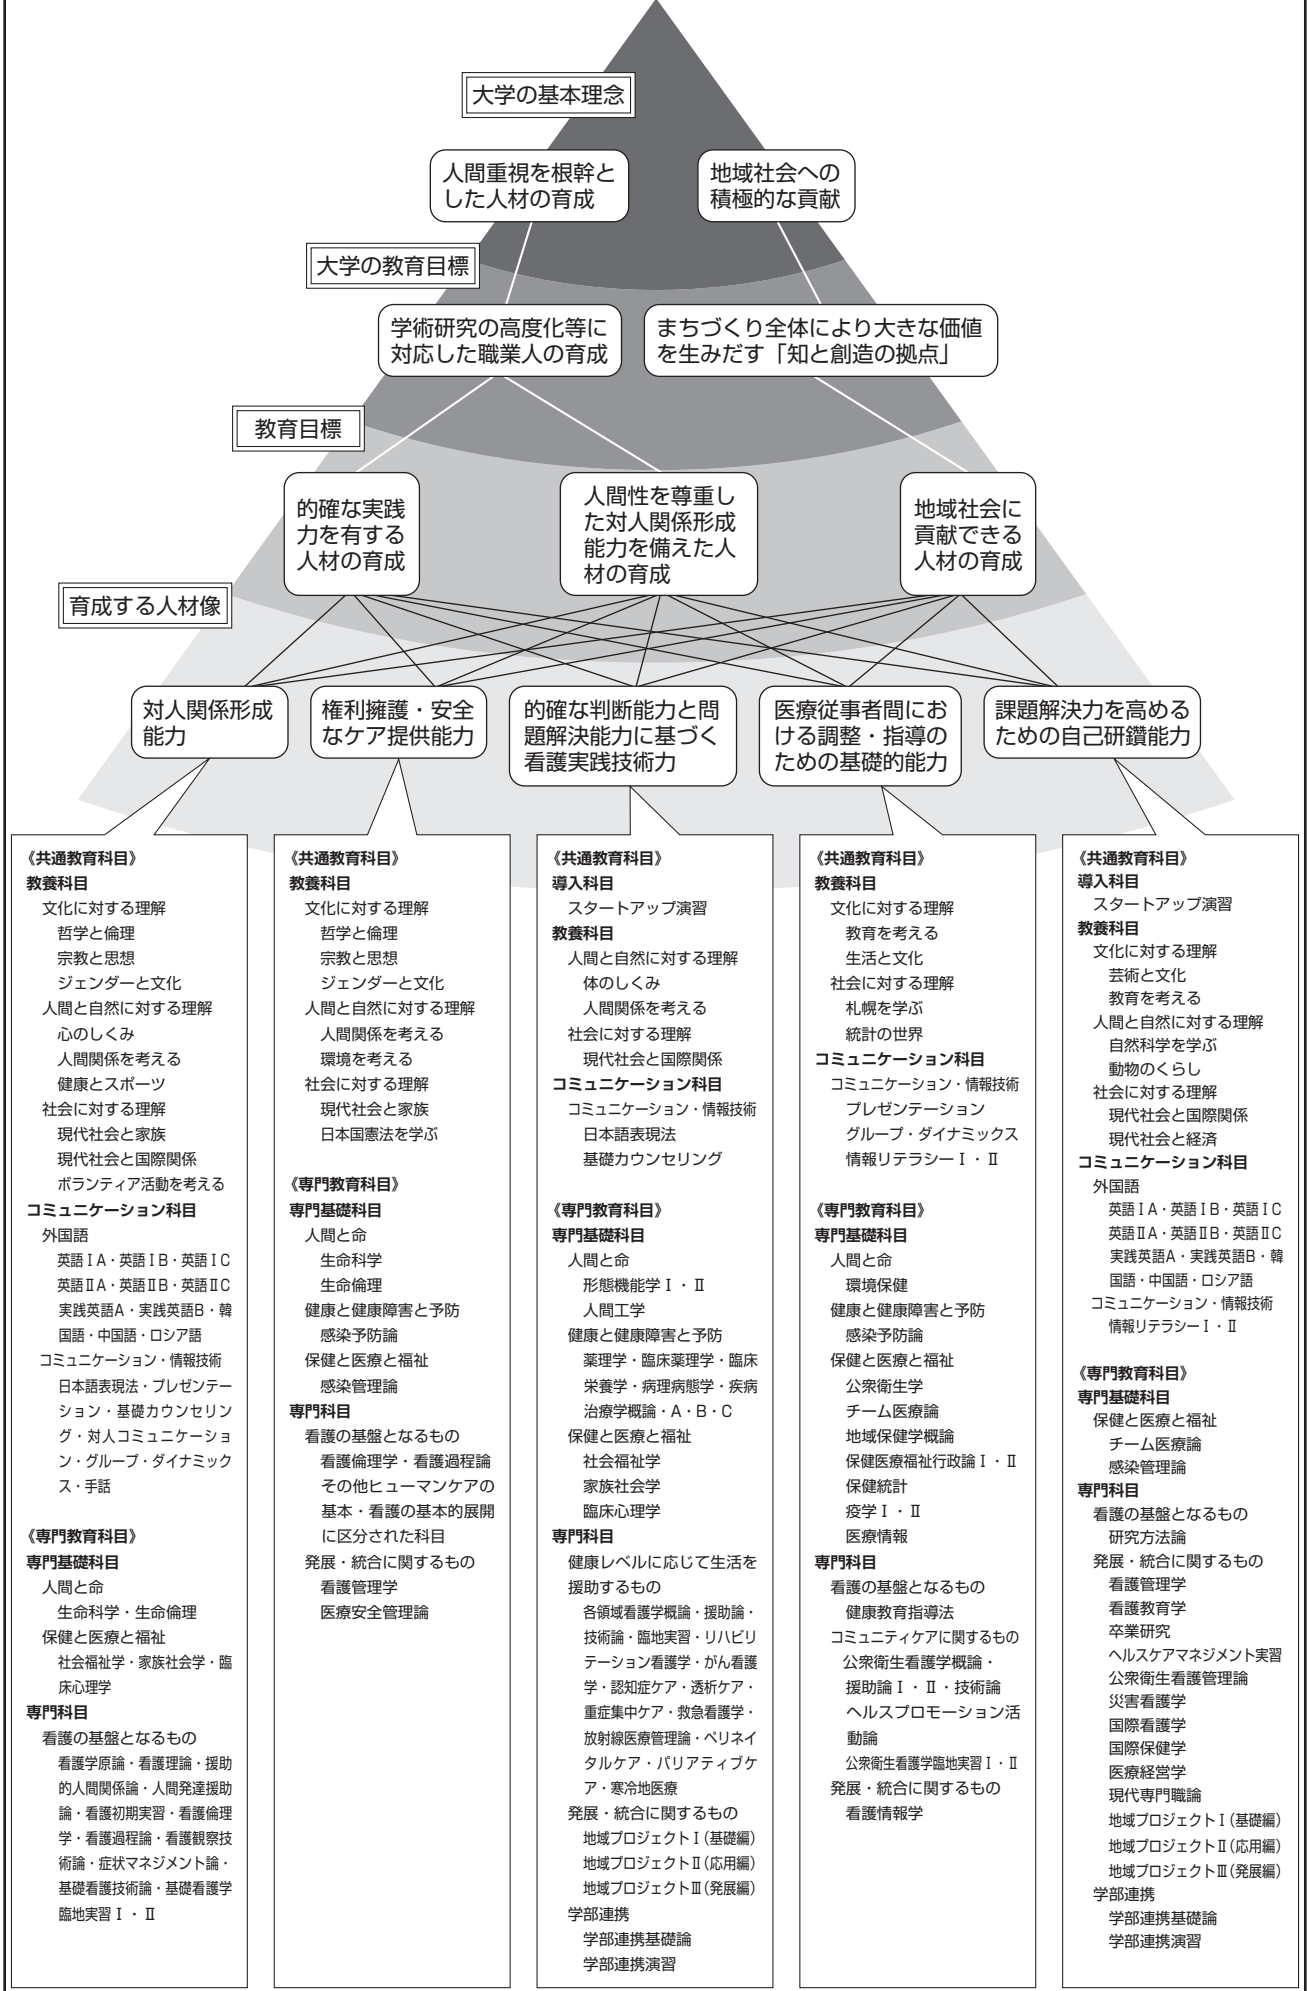 大学の基本理念
人間重視を根幹と
した人材の育成
地域社会への
積極的な貢献
大学の教育目標
学術研究の高度化等に
対応した職業人の育成
まちづくり全体により大きな価値
を生みだす「知と創造の拠点」
教育目標
的確な実践
力を有する
人材の育成
人間性を尊重し
た対人関係形成
能力を備えた人
材の育成
地域社会に
貢献できる
人材の育成
育成する人材像
対人関係形成
能力
権利擁護・安全
なケア提供能力
的確な判断能力と問
題解決能力に基づく
看護実践技術力
医療従事者間にお
ける調整・指導の
ための基礎的能力
課題解決力を高める
ための自己研鑽能力
《共通教育科目》
教養科目
文化に対する理解
哲学と倫理
宗教と思想
ジェンダーと文化
人間と自然に対する理解
心のしくみ
人間関係を考える
健康とスポーツ
社会に対する理解
現代社会と家族
現代社会と国際関係
ボランティア活動を考える
コミュニケーション科目
外国語
英語ⅠA・英語ⅠB・英語ⅠC
英語ⅡA・英語ⅡB・英語ⅡC
実践英語A・実践英語B・韓
国語・中国語・ロシア語
コミュニケーション・情報技術
日本語表現法・プレゼンテー
ション・基礎カウンセリン
グ・対人コミュニケーショ
ン・グループ・ダイナミック
ス・手話
《専門教育科目》
専門基礎科目
人間と命
生命科学・生命倫理
保健と医療と福祉
社会福祉学・家族社会学・臨
床心理学
専門科目
看護の基盤となるもの
看護学原論・看護理論・援助
的人間関係論・人間発達援助
論・看護初期実習・看護倫理
学・看護過程論・看護観察技
術論・症状マネジメント論・
基礎看護技術論・基礎看護学
臨地実習Ⅰ・Ⅱ
《共通教育科目》
教養科目
文化に対する理解
哲学と倫理
宗教と思想
ジェンダーと文化
人間と自然に対する理解
人間関係を考える
環境を考える
社会に対する理解
現代社会と家族
日本国憲法を学ぶ
《専門教育科目》
専門基礎科目
人間と命
生命科学
生命倫理
健康と健康障害と予防
感染予防論
保健と医療と福祉
感染管理論
専門科目
看護の基盤となるもの
看護倫理学・看護過程論
その他ヒューマンケアの
基本・看護の基本的展開
に区分された科目
発展・統合に関するもの
看護管理学
医療安全管理論
《共通教育科目》
導入科目
スタートアップ演習
教養科目
人間と自然に対する理解
体のしくみ
人間関係を考える
社会に対する理解
現代社会と国際関係
コミュニケーション科目
コミュニケーション・情報技術
日本語表現法
基礎カウンセリング
《専門教育科目》
専門基礎科目
人間と命
形態機能学Ⅰ・Ⅱ
人間工学
健康と健康障害と予防
薬理学・臨床薬理学・臨床
栄養学・病理病態学・疾病
治療学概論・A・B・C
保健と医療と福祉
社会福祉学
家族社会学
臨床心理学
専門科目
健康レベルに応じて生活を
援助するもの
各領域看護学概論・援助論・
技術論・臨地実習・リハビリ
テーション看護学・がん看護
学・認知症ケア・透析ケア・
重症集中ケア・救急看護学・
放射線医療管理論・ペリネイ
タルケア・パリアティブケ
ア・寒冷地医療
発展・統合に関するもの
地域プロジェクトⅠ(基礎編)
地域プロジェクトⅡ(応用編)
地域プロジェクトⅢ(発展編)
学部連携
学部連携基礎論
学部連携演習
《共通教育科目》
教養科目
文化に対する理解
教育を考える
生活と文化
社会に対する理解
札幌を学ぶ
統計の世界
コミュニケーション科目
コミュニケーション・情報技術
プレゼンテーション
グループ・ダイナミックス
情報リテラシーⅠ・Ⅱ
《専門教育科目》
専門基礎科目
人間と命
環境保健
健康と健康障害と予防
感染予防論
保健と医療と福祉
公衆衛生学
チーム医療論
地域保健学概論
保健医療福祉行政論Ⅰ・Ⅱ
保健統計
疫学Ⅰ・Ⅱ
医療情報
専門科目
看護の基盤となるもの
健康教育指導法
コミュニティケアに関するもの
公衆衛生看護学概論・
援助論Ⅰ・Ⅱ・技術論
ヘルスプロモーション活
動論
公衆衛生看護学臨地実習Ⅰ・Ⅱ
発展・統合に関するもの
看護情報学
《共通教育科目》
導入科目
スタートアップ演習
教養科目
文化に対する理解
芸術と文化
教育を考える
人間と自然に対する理解
自然科学を学ぶ
動物のくらし
社会に対する理解
現代社会と国際関係
現代社会と経済
コミュニケーション科目
外国語
英語ⅠA・英語ⅠB・英語ⅠC
英語ⅡA・英語ⅡB・英語ⅡC
実践英語A・実践英語B・韓
国語・中国語・ロシア語
コミュニケーション・情報技術
情報リテラシーⅠ・Ⅱ
《専門教育科目》
専門基礎科目
保健と医療と福祉
チーム医療論
感染管理論
専門科目
看護の基盤となるもの
研究方法論
発展・統合に関するもの
看護管理学
看護教育学
卒業研究
ヘルスケアマネジメント実習
公衆衛生看護管理論
災害看護学
国際看護学
国際保健学
医療経営学
現代専門職論
地域プロジェクトⅠ(基礎編)
地域プロジェクトⅡ(応用編)
地域プロジェクトⅢ(発展編)
学部連携
学部連携基礎論
学部連携演習